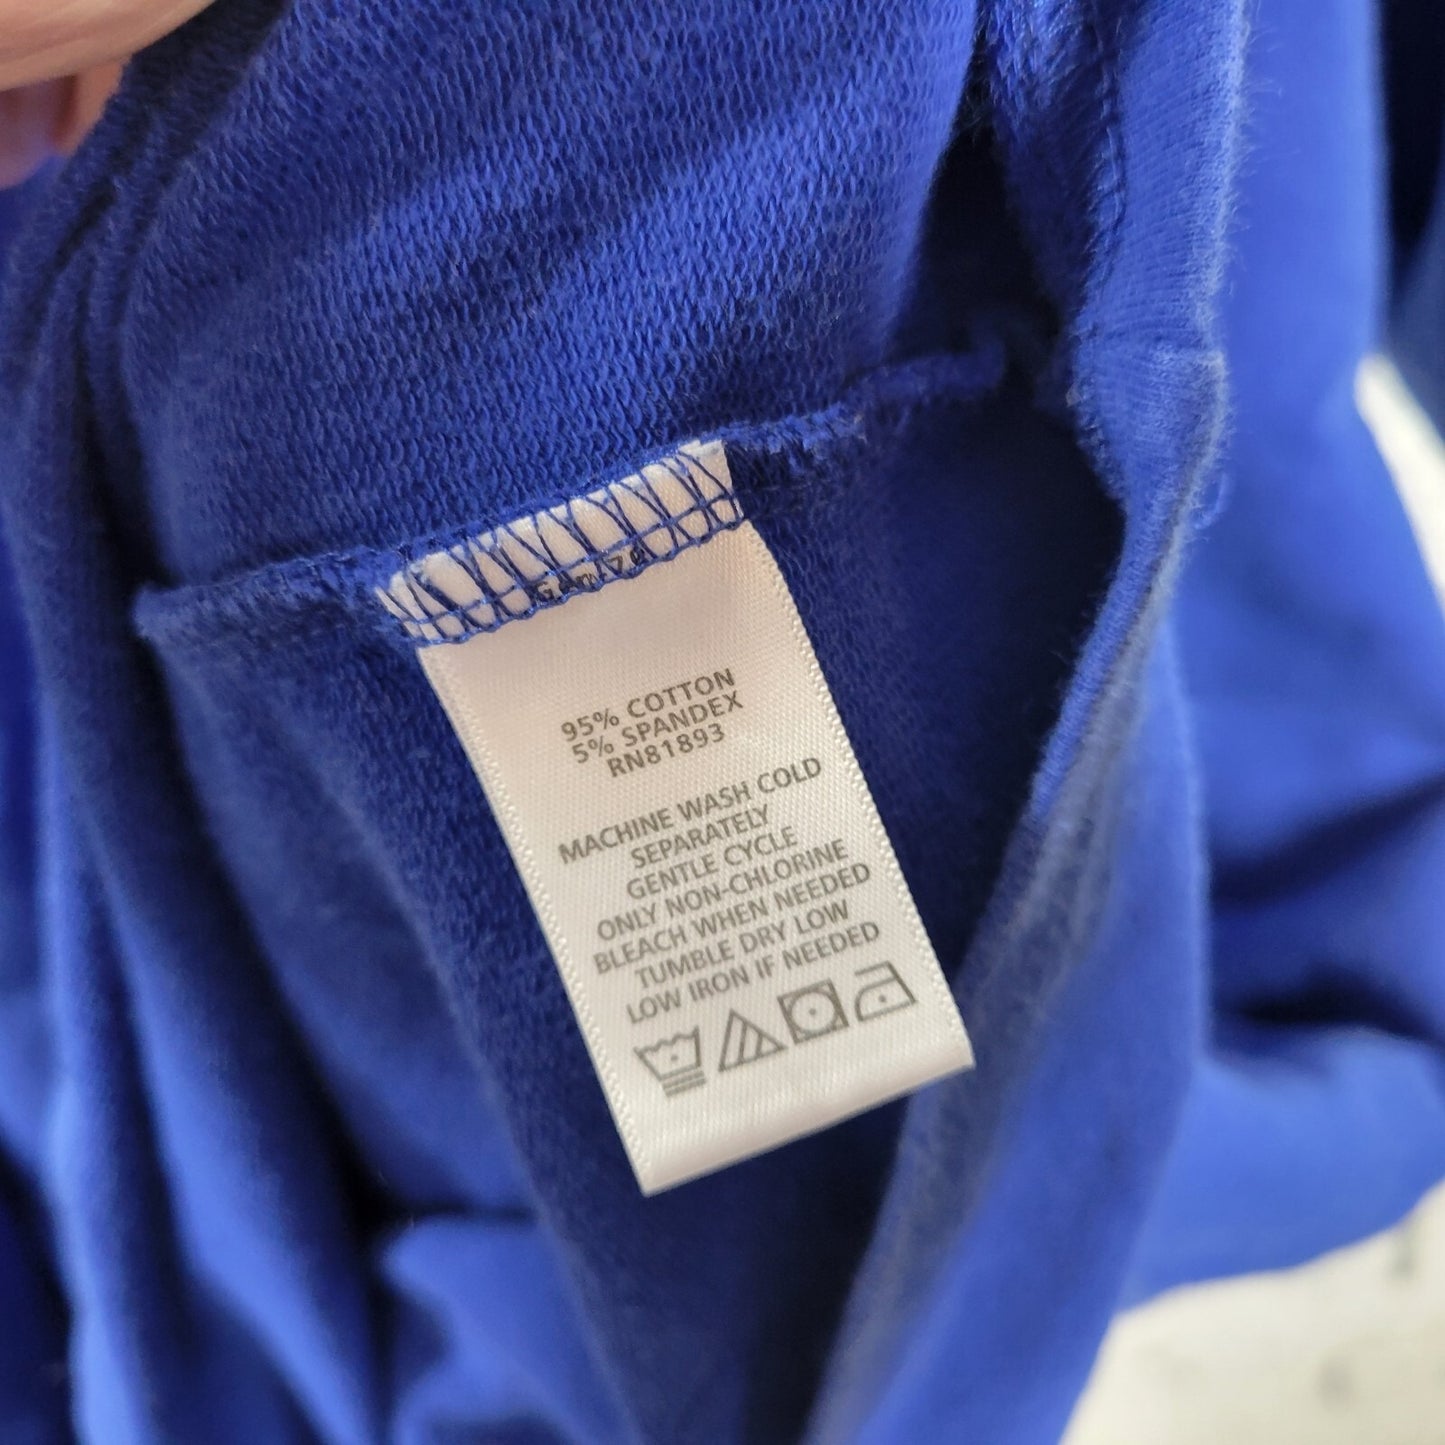 95% COTTON
5% SPANDEX
RN81893
MACHINE WASH COLD
SEPARATELY
GENTLE CYCLE
ONLY NON-CHLORINE
BLEACH WHEN NEEDED
TUMBLE DRY LOW
LOW IRON IF NEEDED